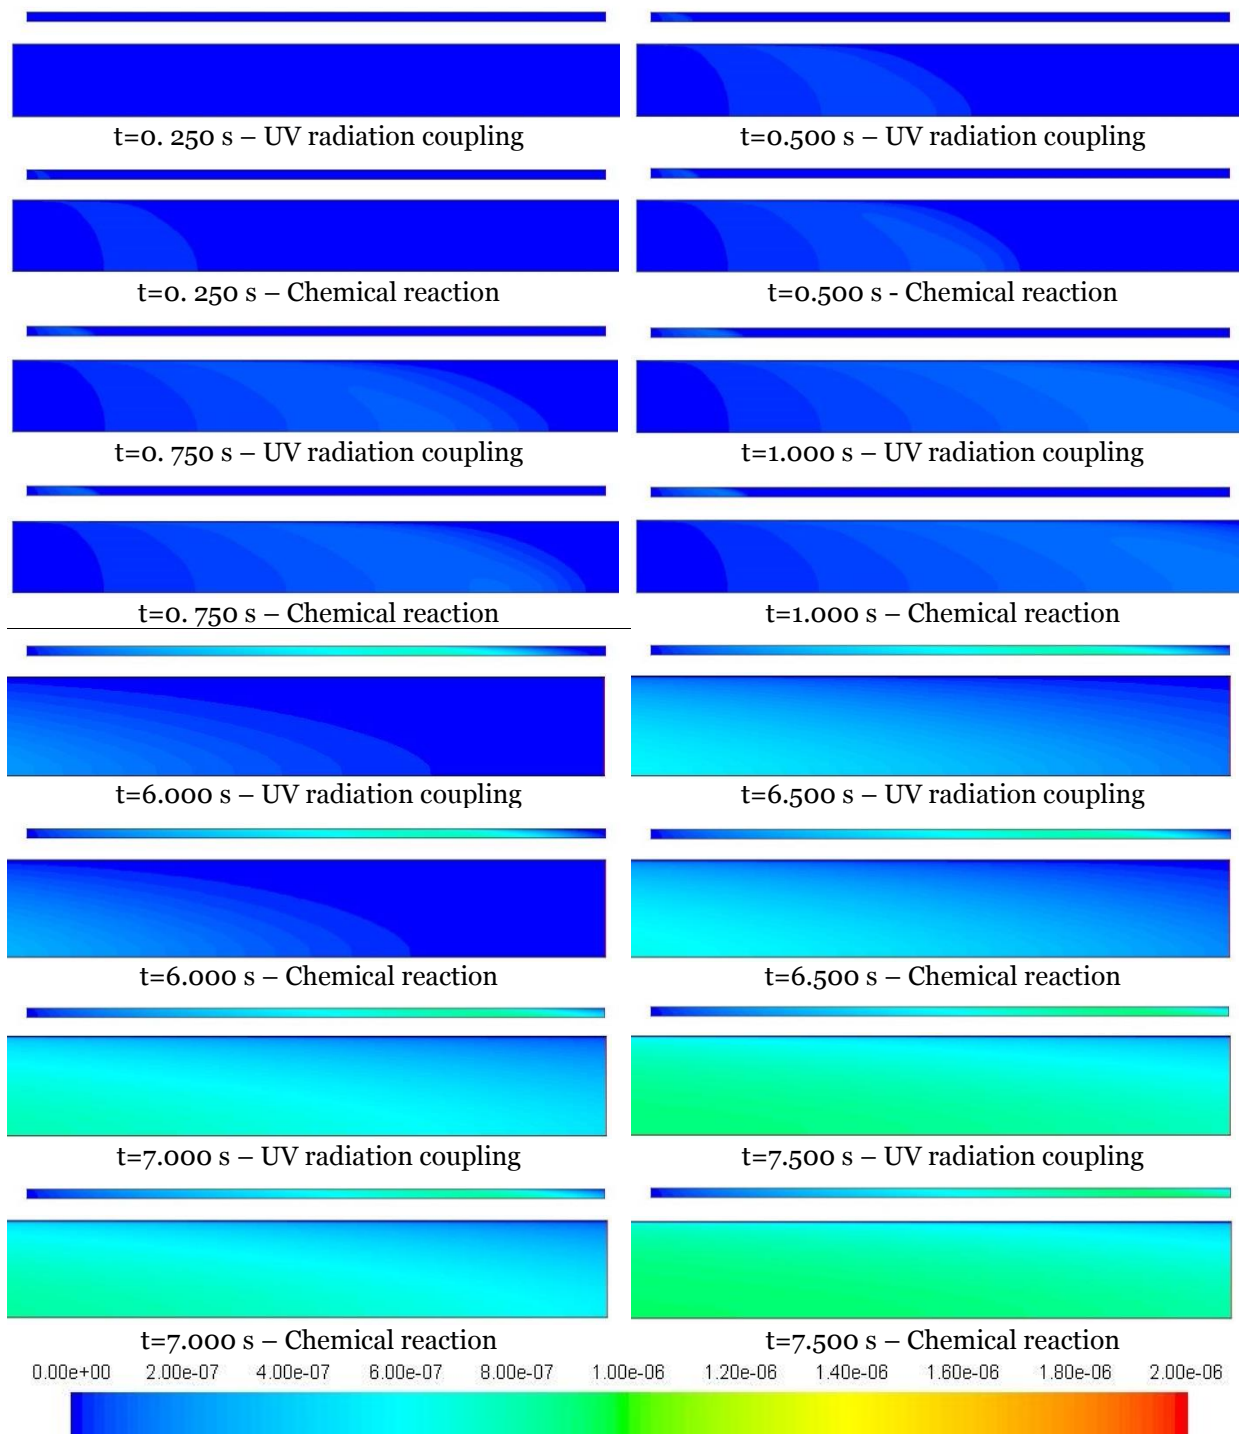 t=0. 250 s – UV radiation coupling
t=0.500 s – UV radiation coupling
t=0. 250 s – Chemical reaction
t=0.500 s - Chemical reaction
t=0. 750 s – UV radiation coupling
t=1.000 s – UV radiation coupling
t=0. 750 s – Chemical reaction
t=1.000 s – Chemical reaction
t=6.000 s – UV radiation coupling
t=6.500 s – UV radiation coupling
t=6.000 s – Chemical reaction
t=6.500 s – Chemical reaction
t=7.000 s – UV radiation coupling
t=7.500 s – UV radiation coupling
t=7.000 s – Chemical reaction
t=7.500 s – Chemical reaction
0.00e+00 2.00e-07 4.00e-07 6.00e-07 8.00e-07 1.00e-06 1.20e-06 1.40e-06 1.60e-06 1.80e-06 2.00e-06